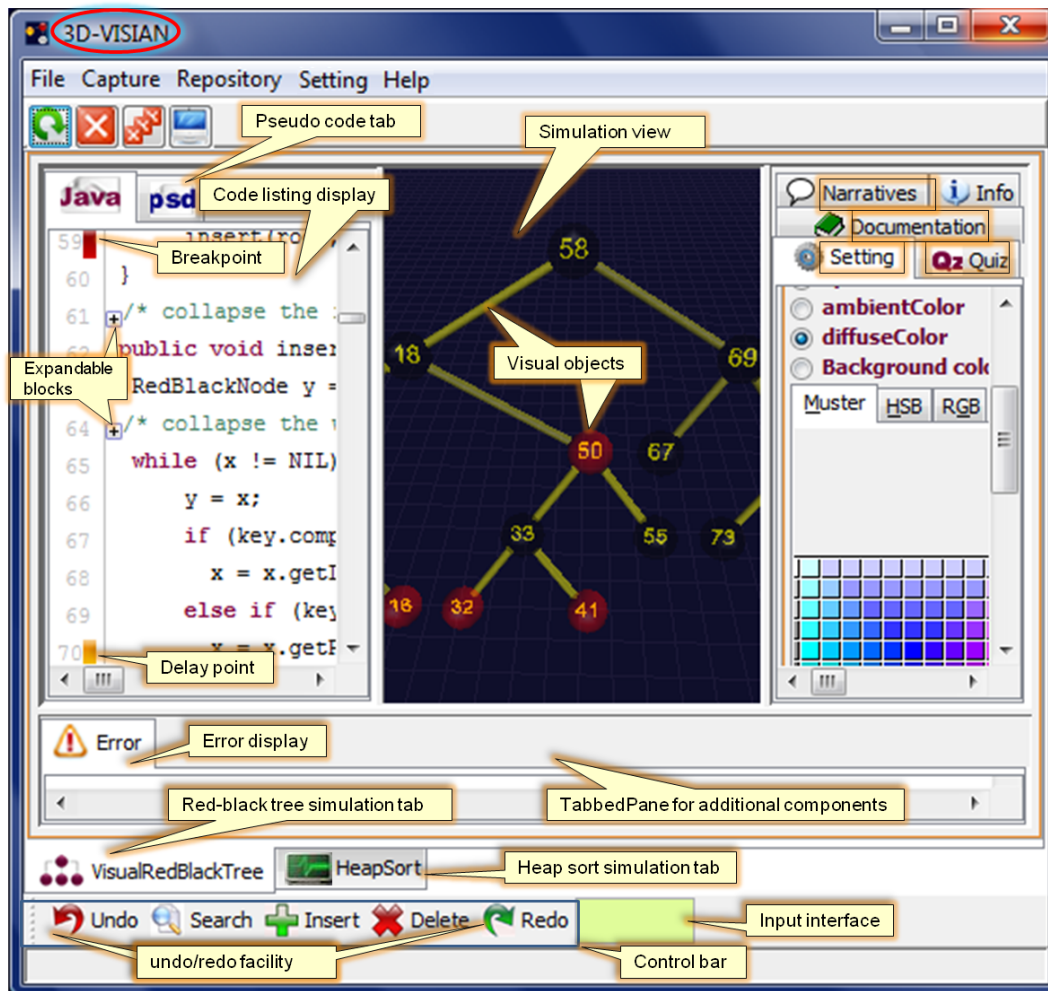 3D-VISIAN
File Capture Repository Setting Help
Pseudo code tab
Simulation view
Java
psd
Code listing display
Narratives
Info
Documentation
Setting
Qz Quiz
59 insert(ro
Breakpoint
60 }
61 /* collapse the
public void inser
Expandable
blocks
RedBlackNode y =
64 /* collapse the
65 while (x != NIL)
66 y = x;
67 if (key.comp
68 x = x.get
69 else if (key
70 x = x.get
Delay point
58
18
69
Visual objects
50
67
33
55
73
16
32
41
ambientColor
diffuseColor
Background colo
Muster HSB RGB
Error
Error display
Red-black tree simulation tab
TabbedPane for additional components
VisualRedBlackTree
HeapSort
Heap sort simulation tab
Undo Search Insert Delete Redo
Input interface
undo/redo facility
Control bar